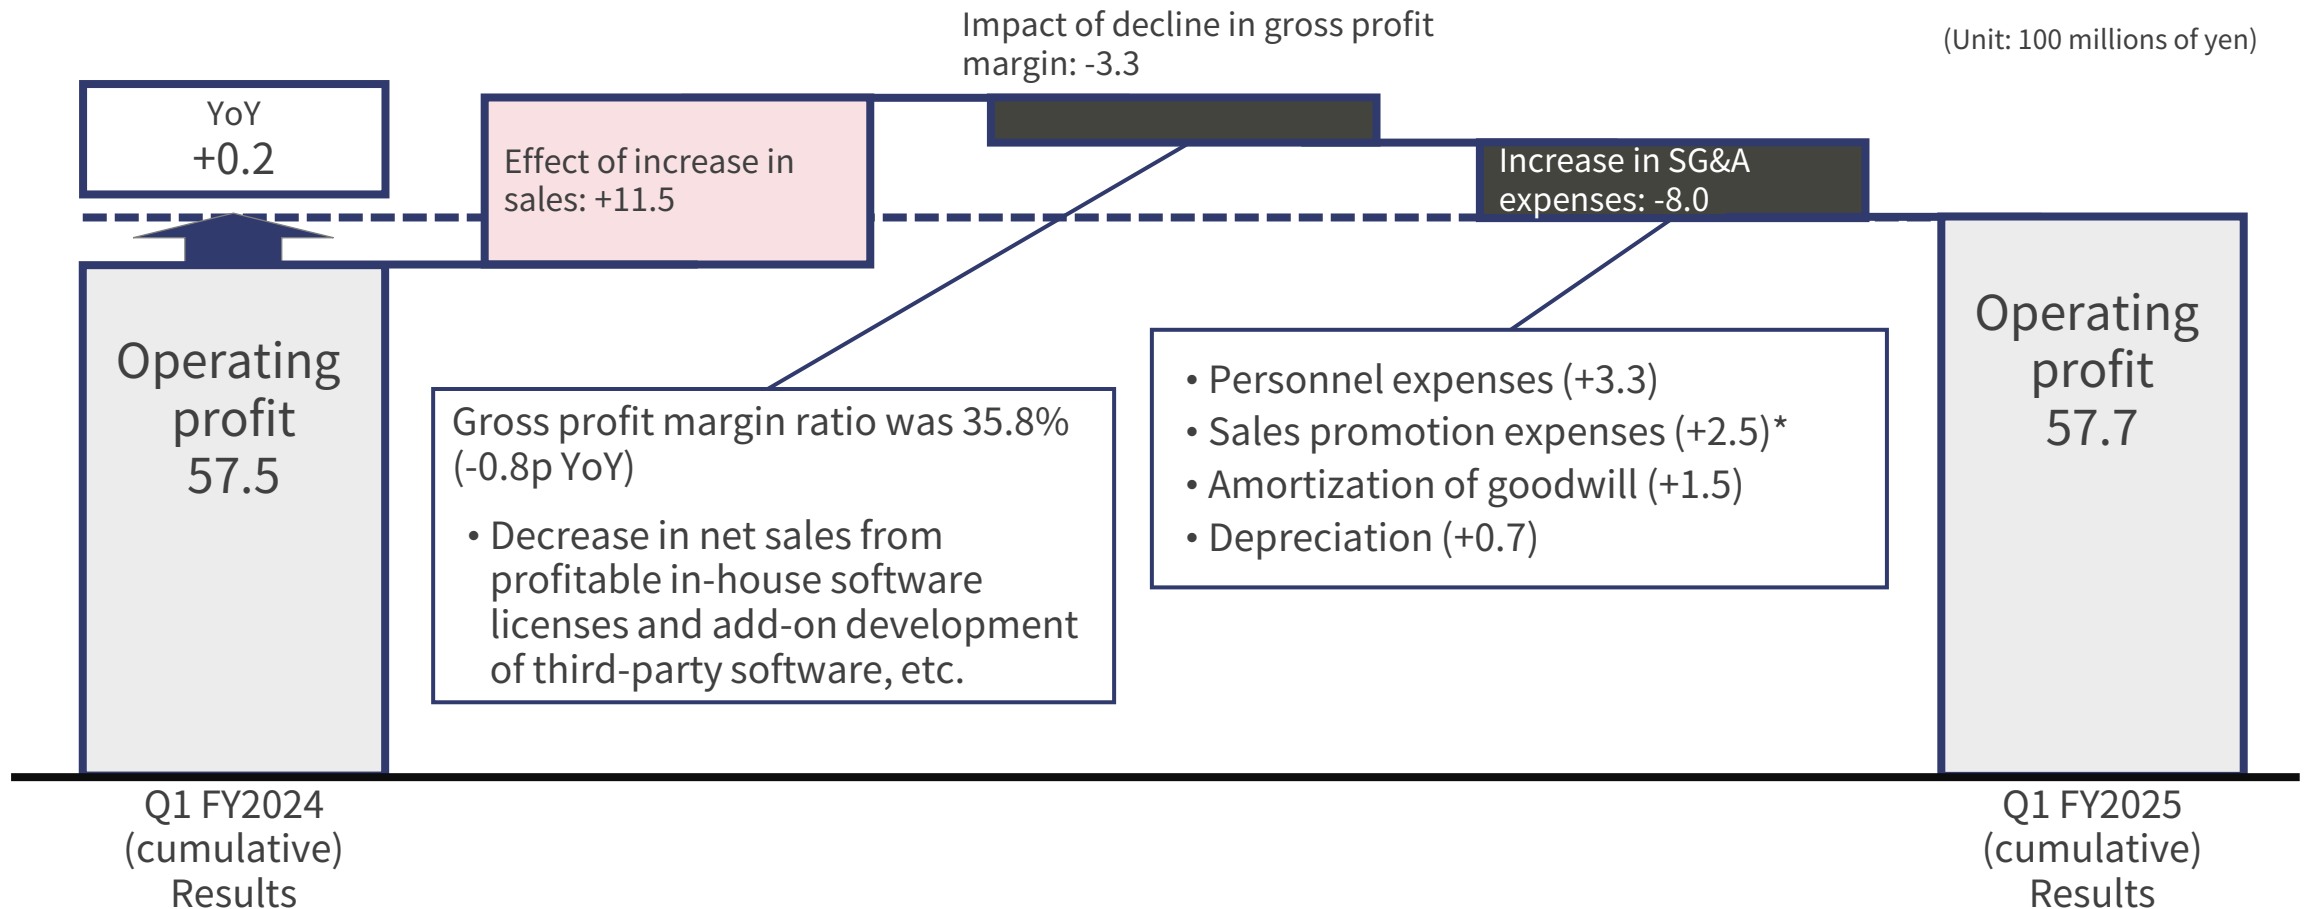 Impact of decline in gross profit
margin: -3.3
(Unit: 100 millions of yen)
YoY
+0.2
Effect of increase in
sales: +11.5
Increase in SG&A
expenses: -8.0
Operating
profit
57.5
Gross profit margin ratio was 35.8%
(-0.8p YoY)
• Decrease in net sales from
profitable in-house software
licenses and add-on development
of third-party software, etc.
• Personnel expenses (+3.3)
• Sales promotion expenses (+2.5)*
• Amortization of goodwill (+1.5)
• Depreciation (+0.7)
Operating
profit
57.7
Q1 FY2024
(cumulative)
Results
Q1 FY2025
(cumulative)
Results